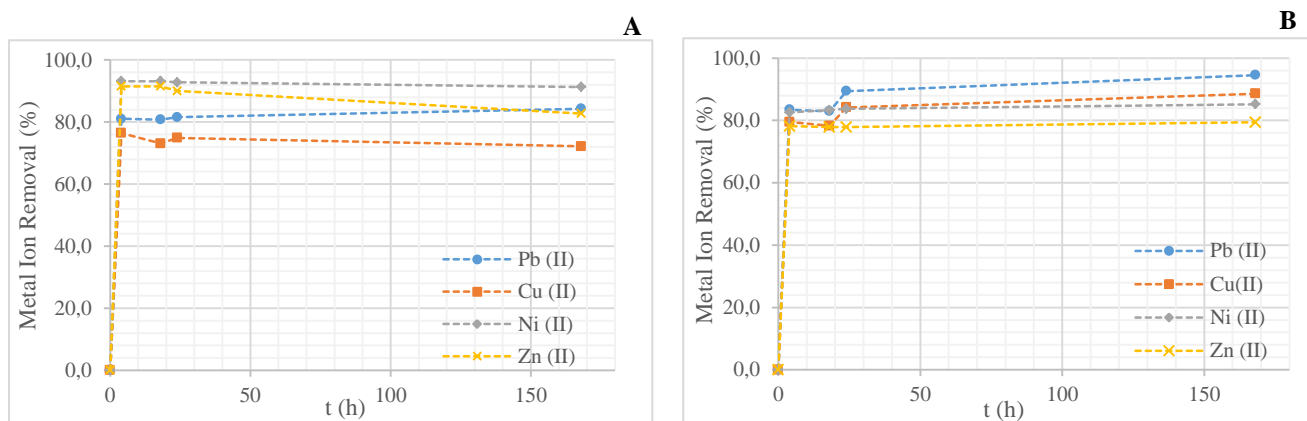 A
100,0
80,0
60,0
40,0
20,0
0,0
Metal Ion Removal (%)
0
50
100
150
t (h)
Pb (II)
Cu (II)
Ni (II)
Zn (II)
B
100,0
80,0
60,0
40,0
20,0
0,0
Metal Ion Removal (%)
0
50
100
150
t (h)
Pb (II)
Cu(II)
Ni (II)
Zn (II)